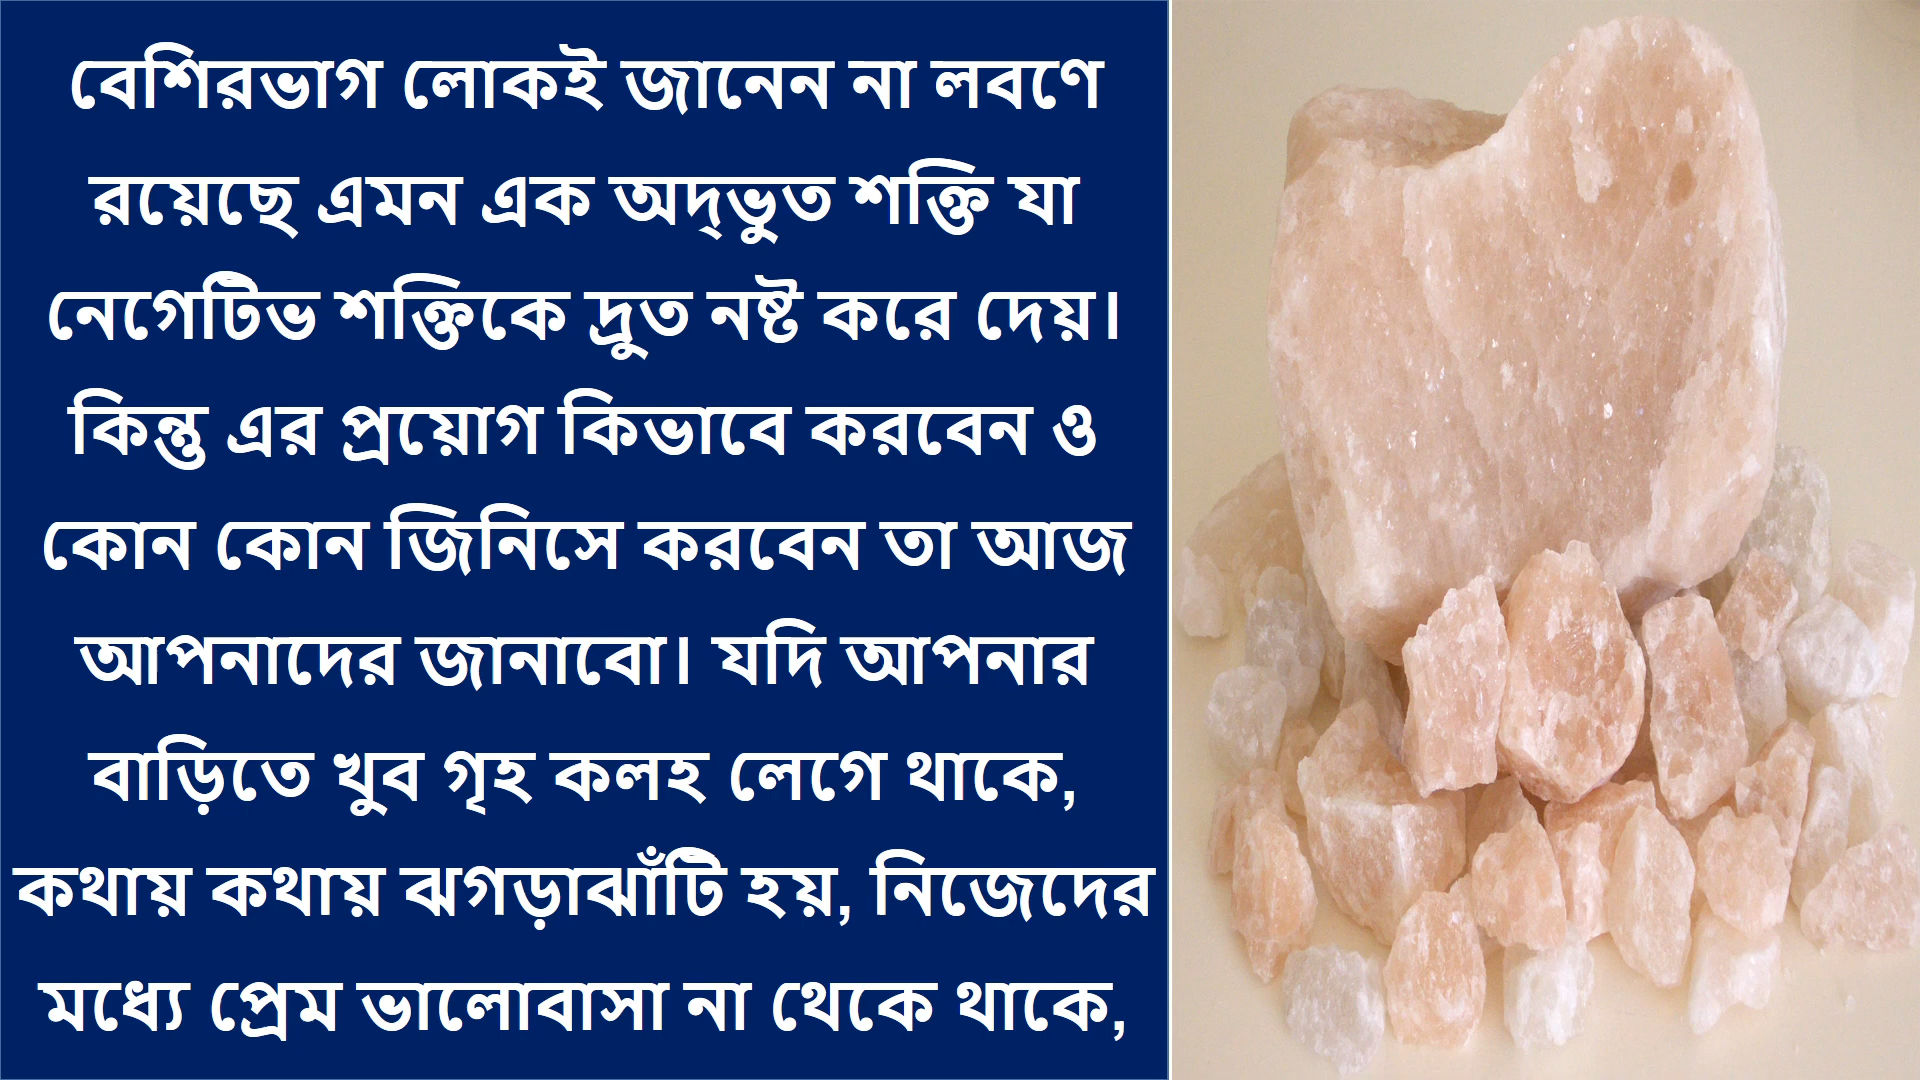 বেশিরভাগ লোকই জানেন না লবণে
রয়েছে এমন এক অদ্‌ভুত শক্তি যা
নেগেটিভ শক্তিকে দ্রুত নষ্ট করে দেয়।
কিন্তু এর প্রয়োগ কিভাবে করবেন ও
কোন কোন জিনিসে করবেন তা আজ
আপনাদের জানাবো। যদি আপনার
বাড়িতে খুব গৃহ কলহ লেগে থাকে,
কথায় কথায় ঝগড়াঝাঁটি হয়, নিজেদের
মধ্যে প্রেম ভালোবাসা না থেকে থাকে,